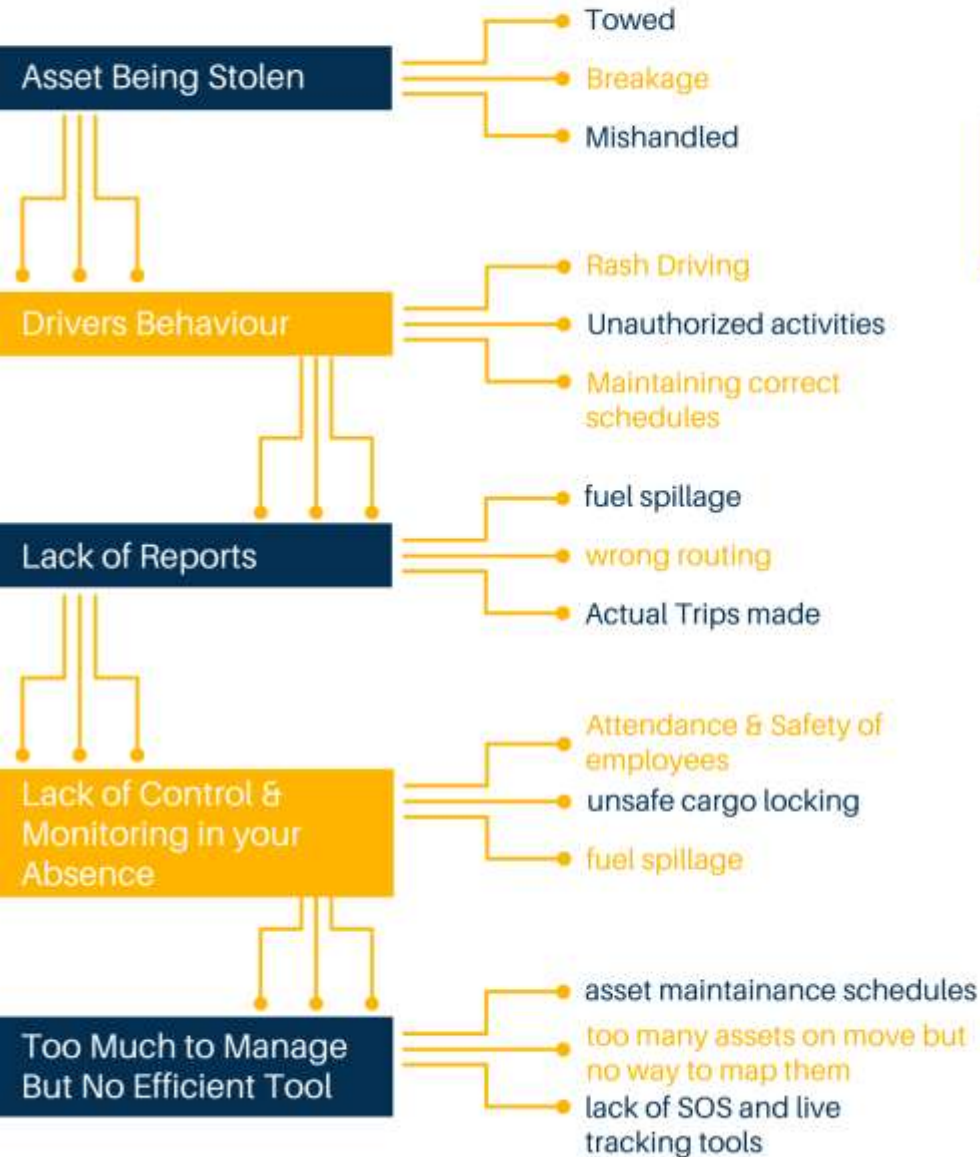 Asset Being Stolen
Towed
Breakage
Mishandled
Drivers Behaviour
Rash Driving
Unauthorized activities
Maintaining correct
schedules
Lack of Reports
fuel spillage
wrong routing
Actual Trips made
Lack of Control &
Monitoring in your
Absence
Attendance & Safety of
employees
unsafe cargo locking
fuel spillage
Too Much to Manage
But No Efficient Tool
asset maintainance schedules
too many assets on move but
no way to map them
lack of SOS and live
tracking tools